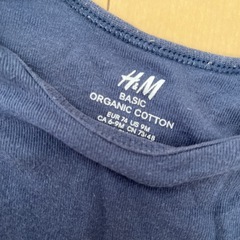 H&M
BASIC
ORGANIC COTTON
EUR 74 US 9M
CA 6-9M CN 73/48